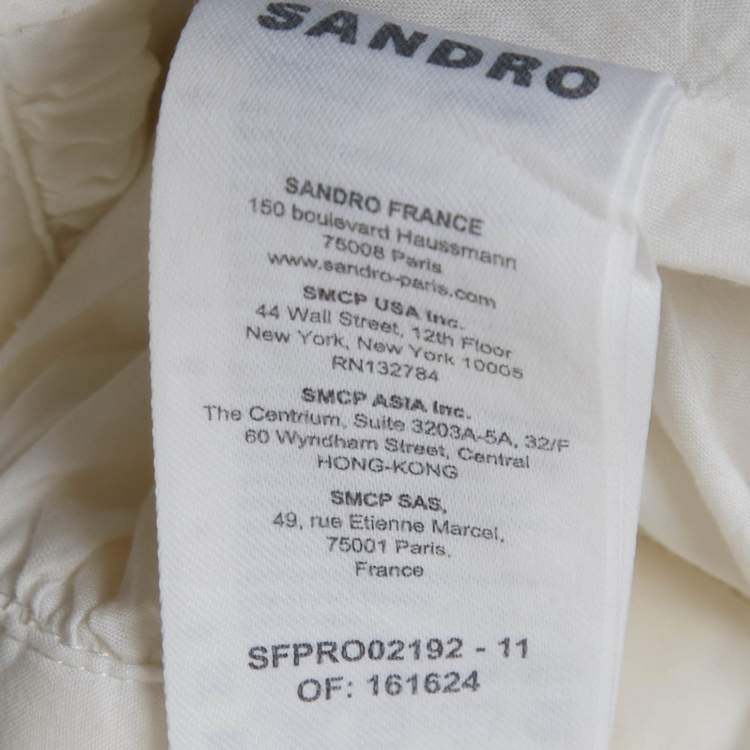 SANDRO
SANDRO FRANCE
150 boulevard Haussmann
75008 Paris
www.sandro-paris.com
SMCP USA Inc.
44 Wall Street, 12th Floor
New York, New York 10005
RN132784
SMCP ASIA Inc.
The Centrium, Suite 3203A-5A, 32/F
60 Wyndham Street, Central
HONG-KONG
SMCP SAS,
49, rue Etienne Marcel,
75001 Paris,
France
SFPRO02192 - 11
OF: 161624